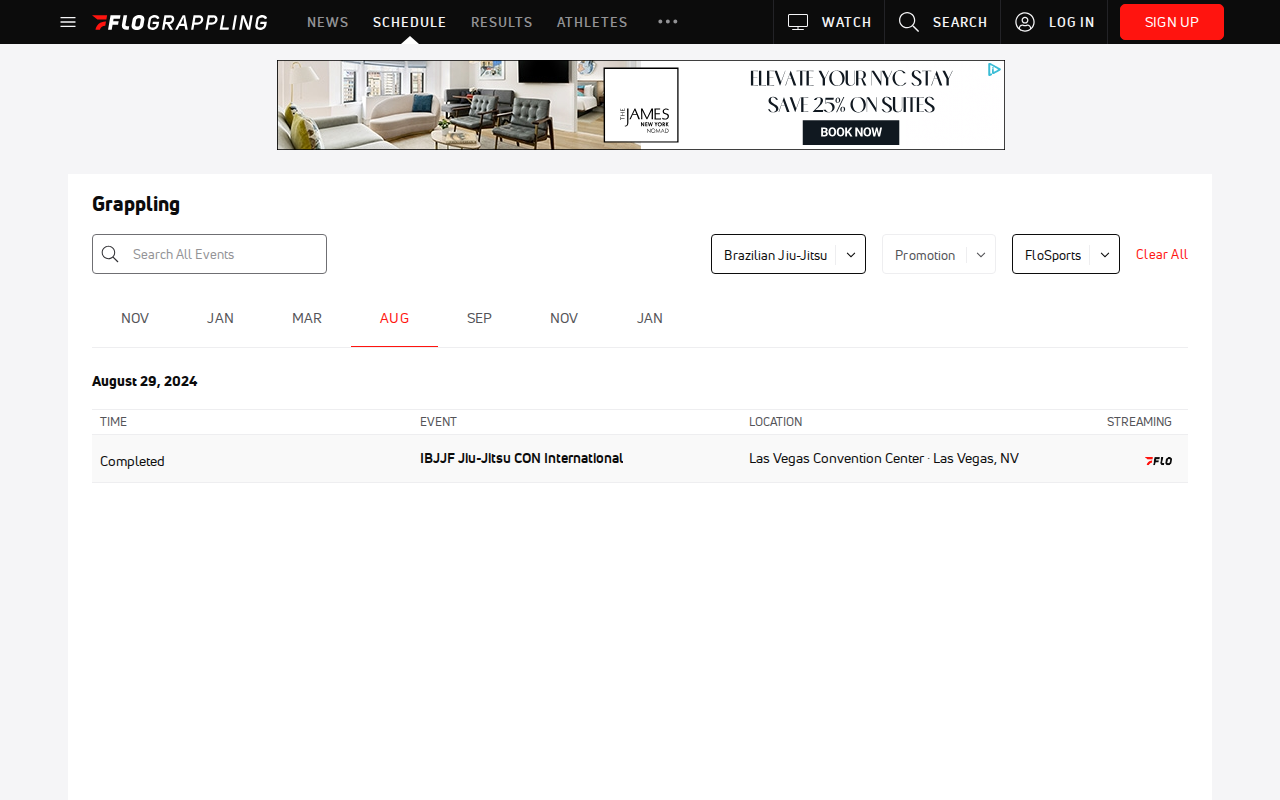 FLOGRAPPLING NEWS SCHEDULE RESULTS ATHLETES WATCH SEARCH LOG IN SIGN UP
THE JAMES
NEW YORK
NOMAD
ELEVATE YOUR NYC STAY
SAVE 25% ON SUITES
BOOK NOW
Grappling
Search All Events Brazilian Jiu-Jitsu Promotion FloSports Clear All
NOV JAN MAR AUG SEP NOV JAN
August 29, 2024
TIME EVENT LOCATION STREAMING
Completed IBJJF Jiu-Jitsu CON International Las Vegas Convention Center · Las Vegas, NV FLO